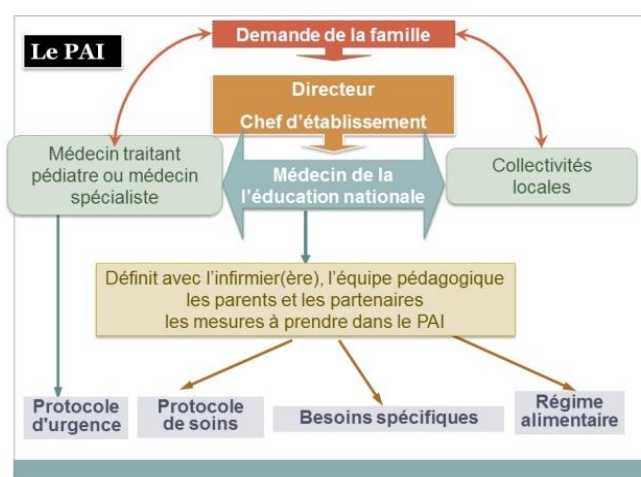 Le PAI
Demande de la famille
Directeur
Chef d'établissement
Médecin traitant
pédiatre ou médecin
spécialiste
Médecin de la
l'éducation nationale
Collectivités
locales
Définit avec l'infirmier(ère), l'équipe pédagogique
les parents et les partenaires
les mesures à prendre dans le PAI
Protocole
d'urgence
Protocole
de soins
Besoins spécifiques
Régime
alimentaire